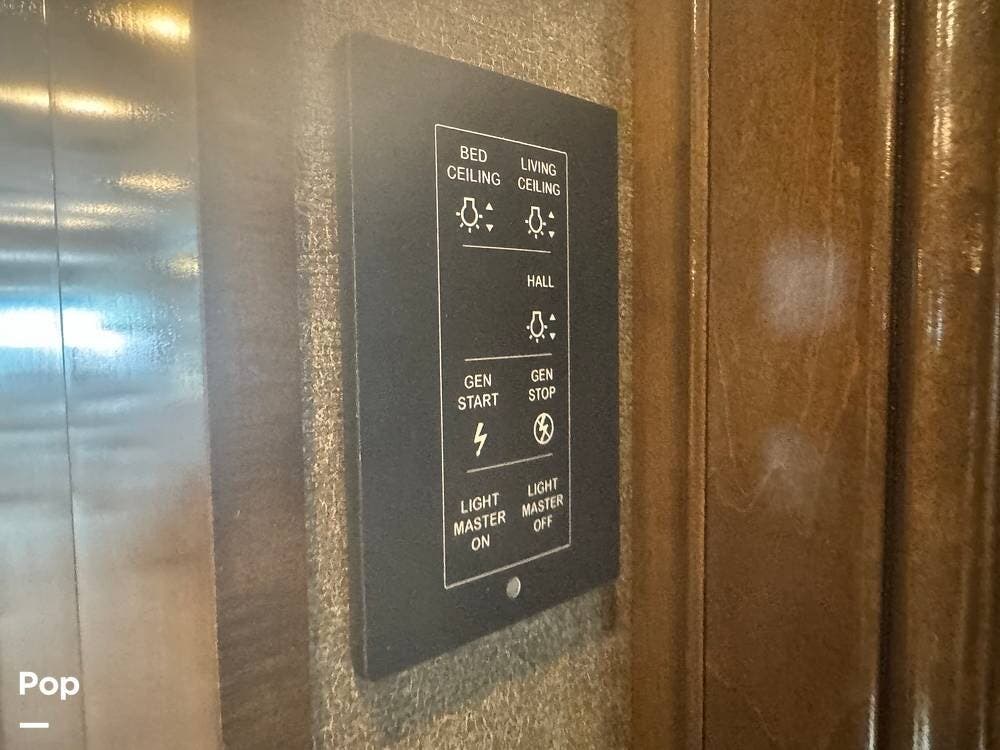 BED
CEILING
LIVING
CEILING
HALL
GEN
START
GEN
STOP
LIGHT
MASTER
ON
LIGHT
MASTER
OFF
Pop